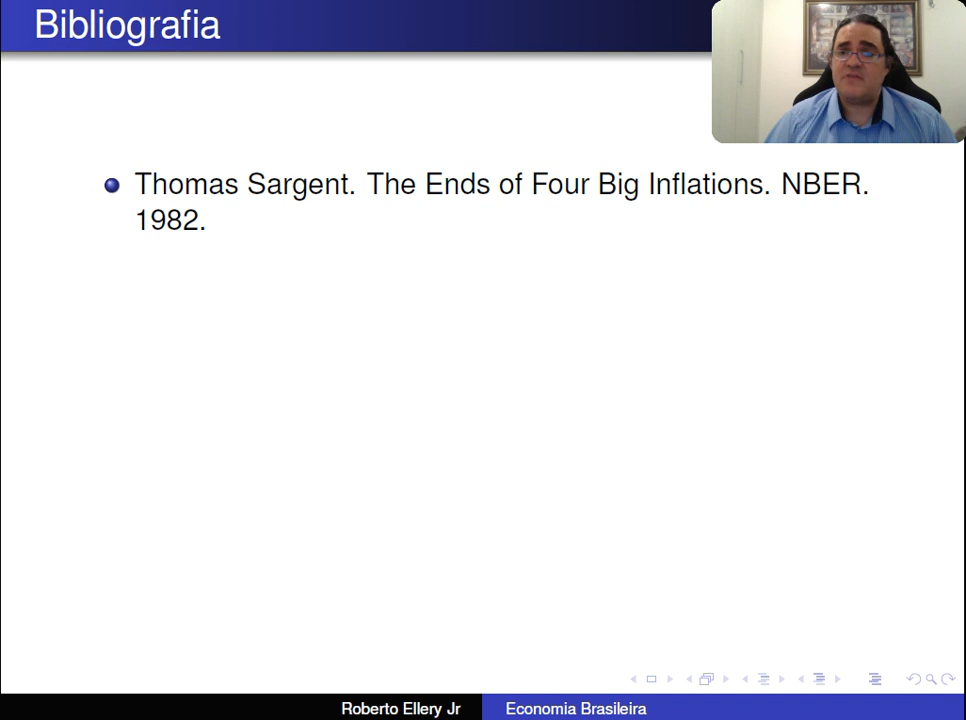 Bibliografia
Thomas Sargent. The Ends of Four Big Inflations. NBER.
1982.
Roberto Ellery Jr
Economia Brasileira